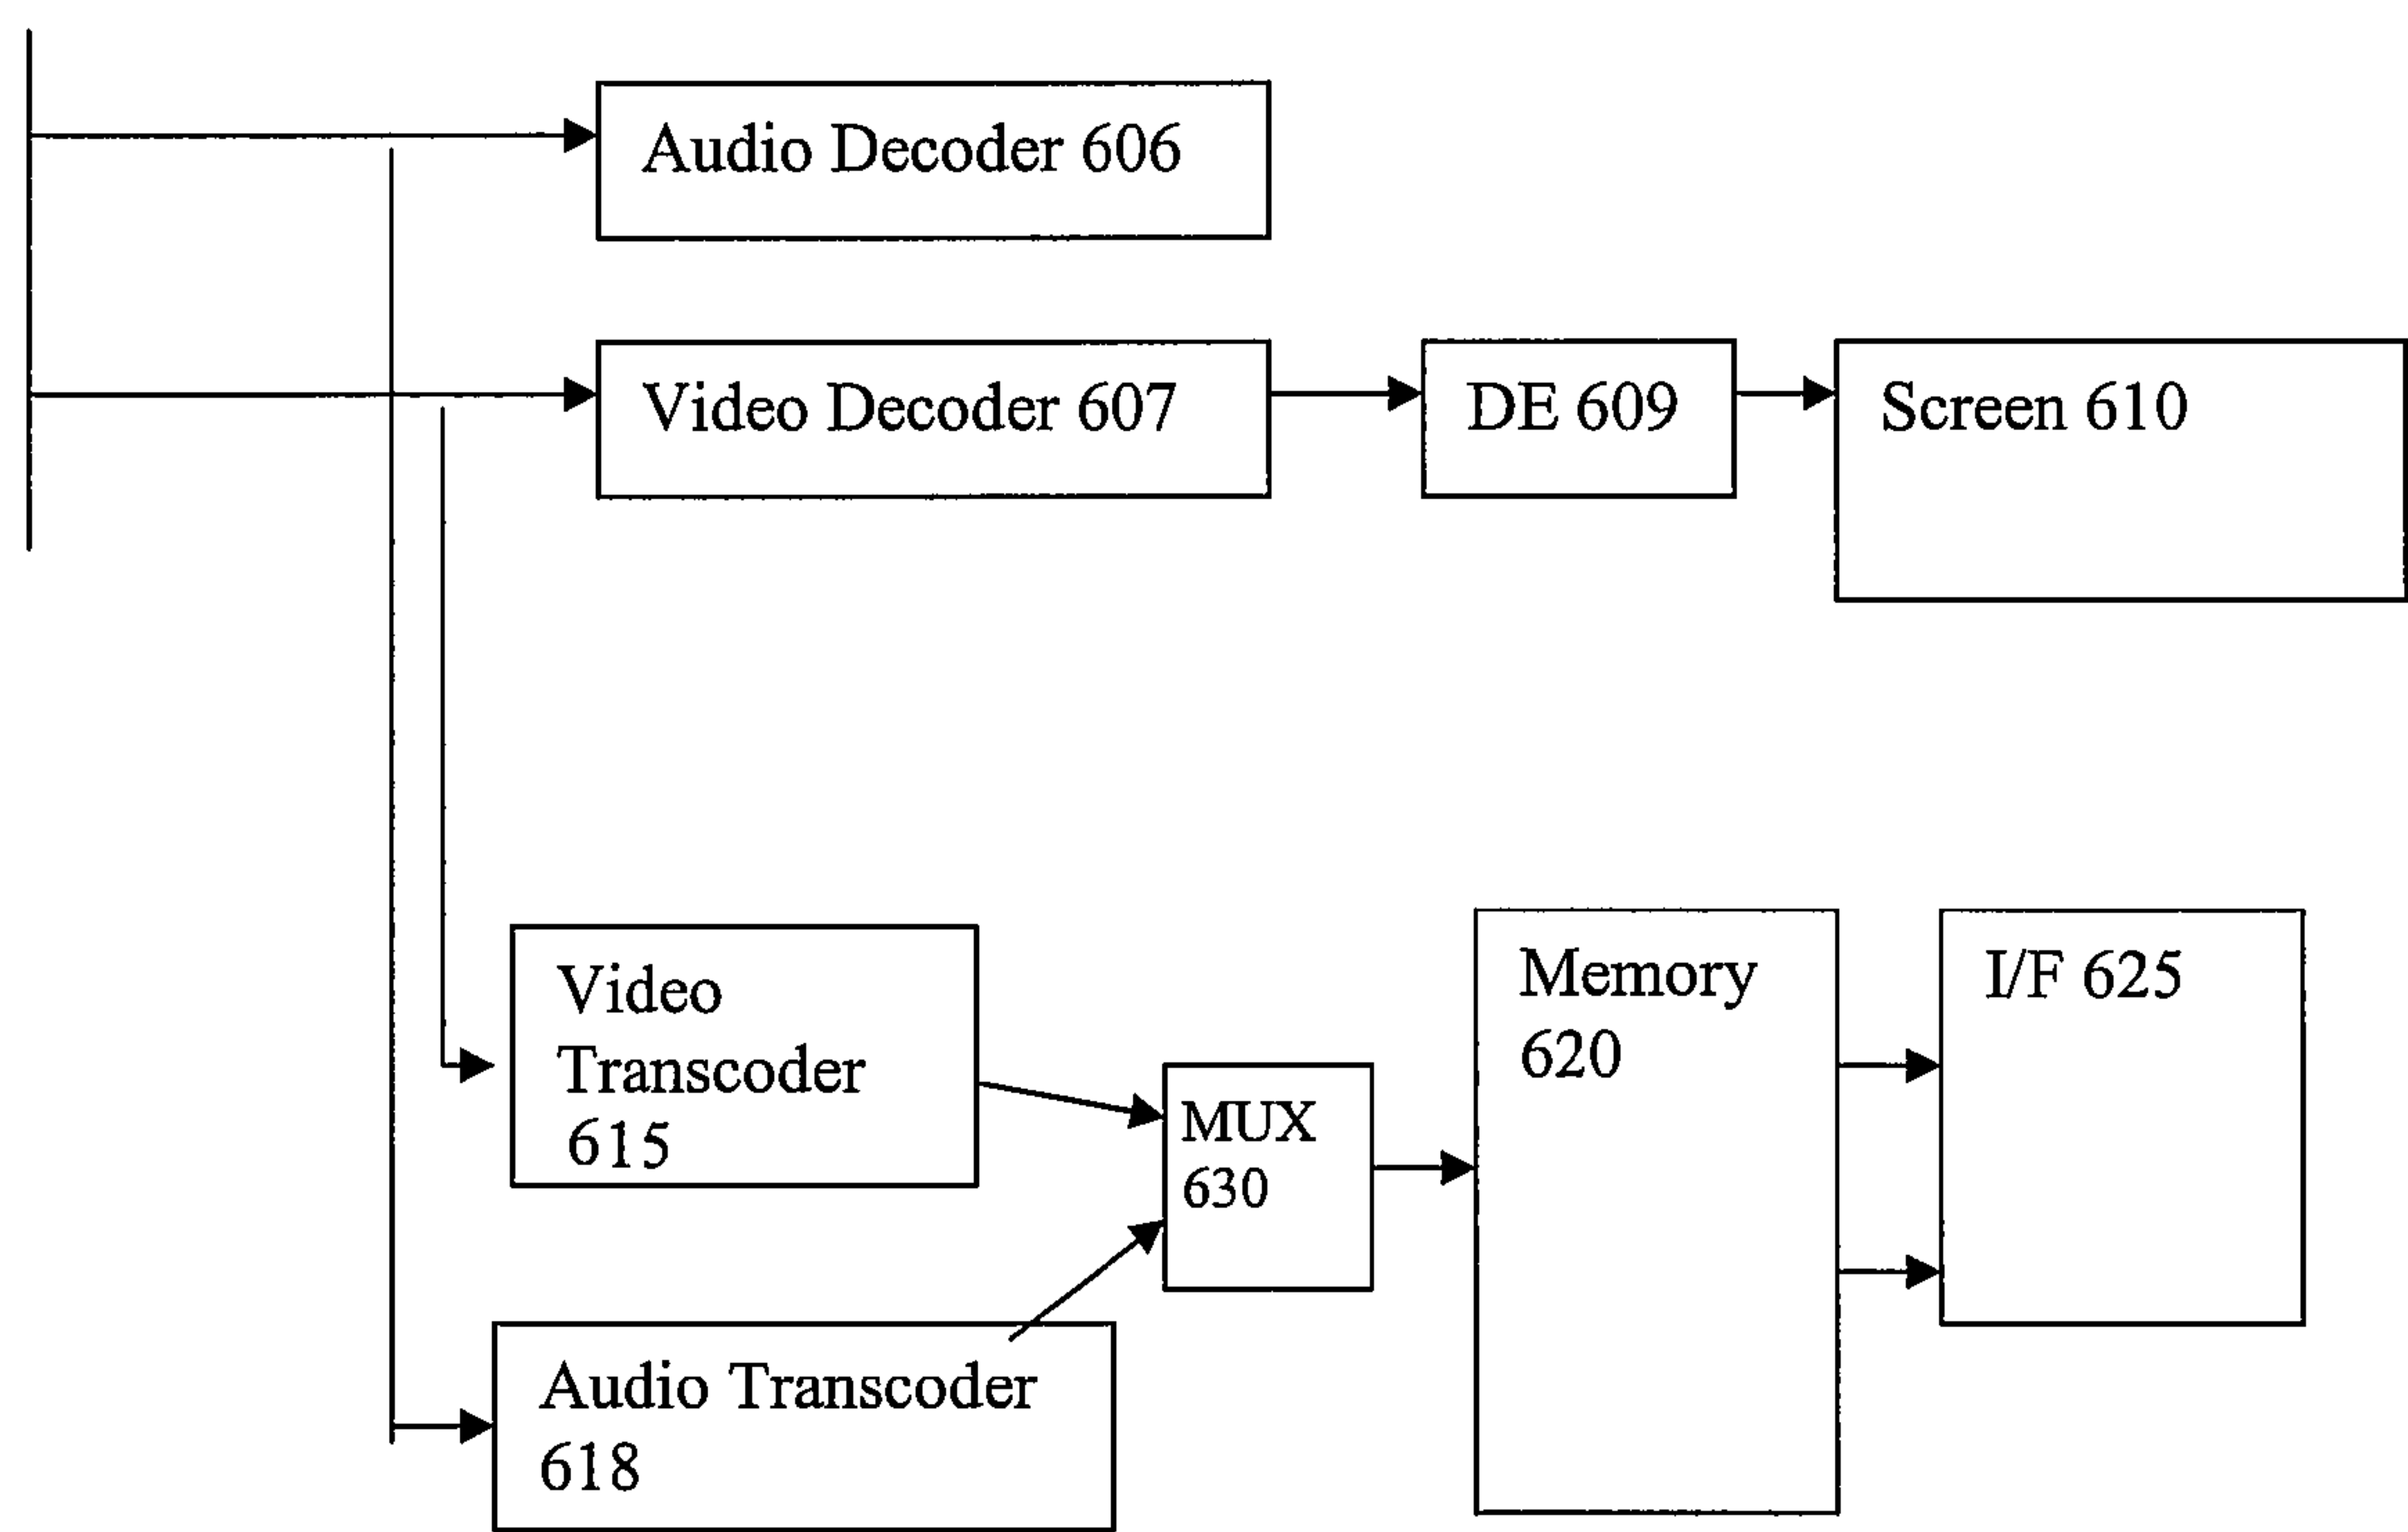 Audio Decoder 606
Video Decoder 607
DE 609
Screen 610
Video
Transcoder
615
MUX
630
Memory
620
I/F 625
Audio Transcoder
618